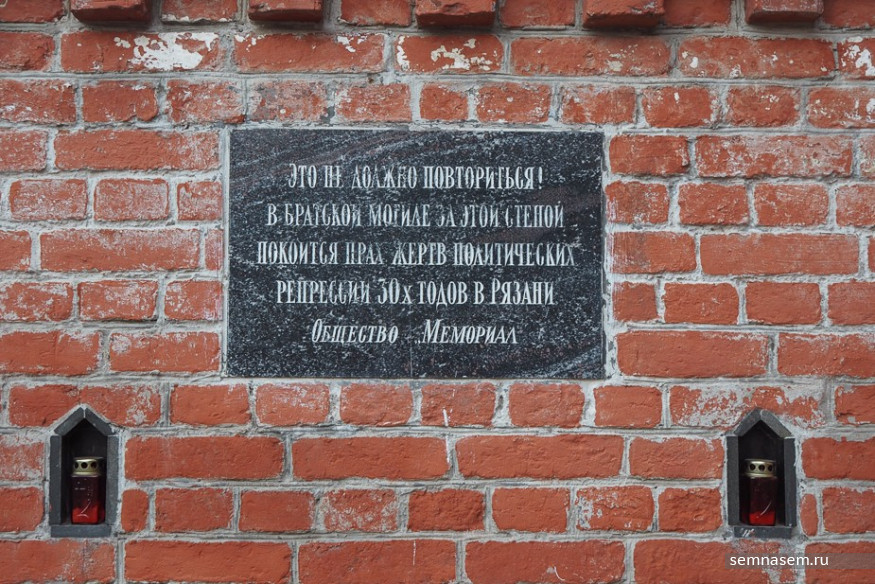 ЭТО НЕ ДОЛЖНО ПОВТОРИТЬСЯ!
В БРАТСКОЙ МОГИЛЕ ЗА ЭТОЙ СТЕНОЙ
ПОКОИТСЯ ПРАХ ЖЕРТВ ПОЛИТИЧЕСКИХ
РЕПРЕССИЙ 30х ГОДОВ В РЯЗАНИ
ОБЩЕСТВО „МЕМОРИАЛ
semnasem.ru